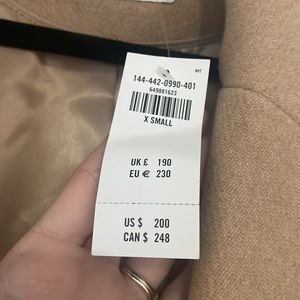 144-442-0990-401
649881623
X SMALL
UK £ 190
EU € 230
US $ 200
CAN $ 248